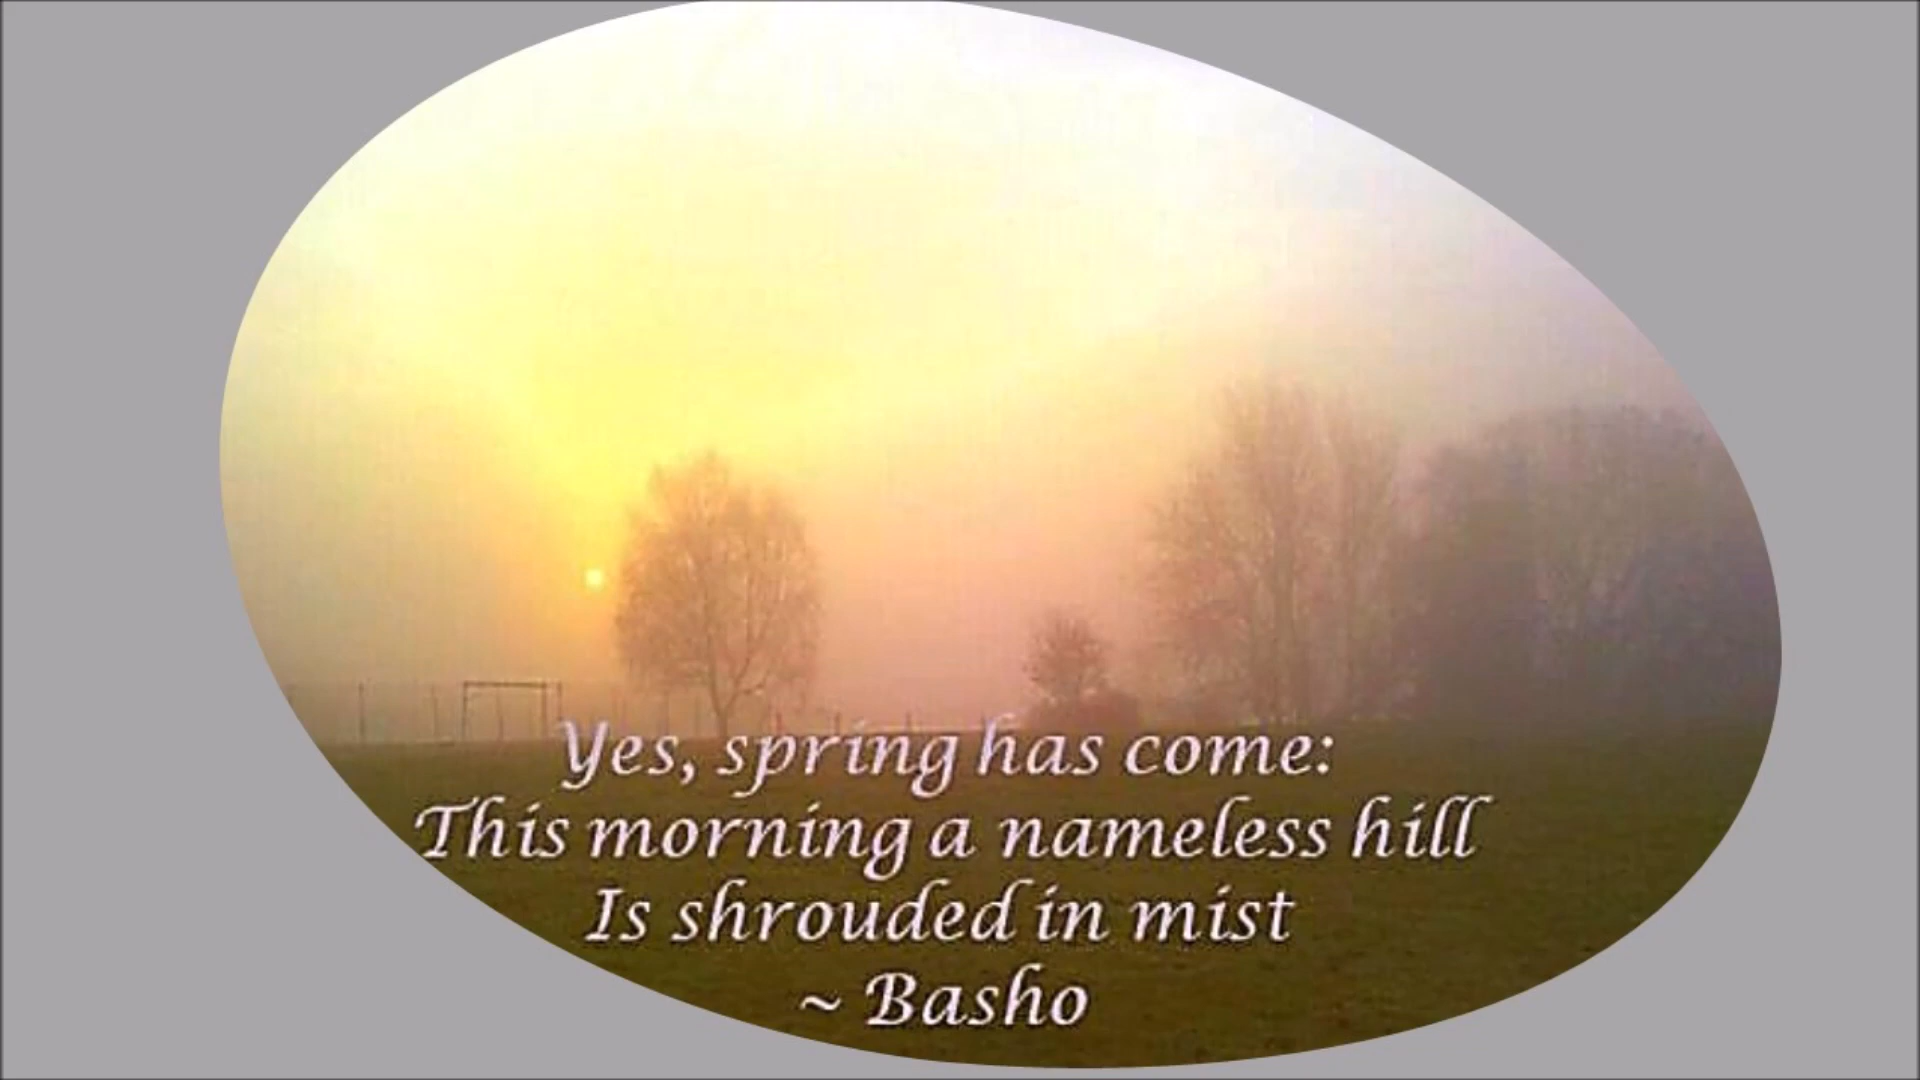 Yes, spring has come:
This morning a nameless hill
Is shrouded in mist
~ Basho